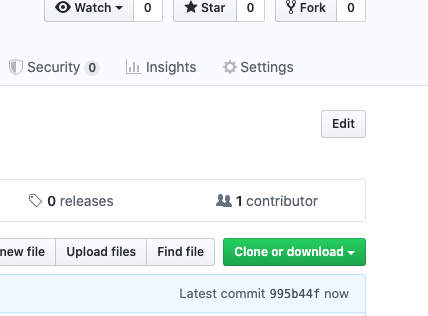 Watch 0 Star 0 Fork 0
Security 0 Insights Settings
Edit
0 releases 1 contributor
new file Upload files Find file Clone or download
Latest commit 995b44f now